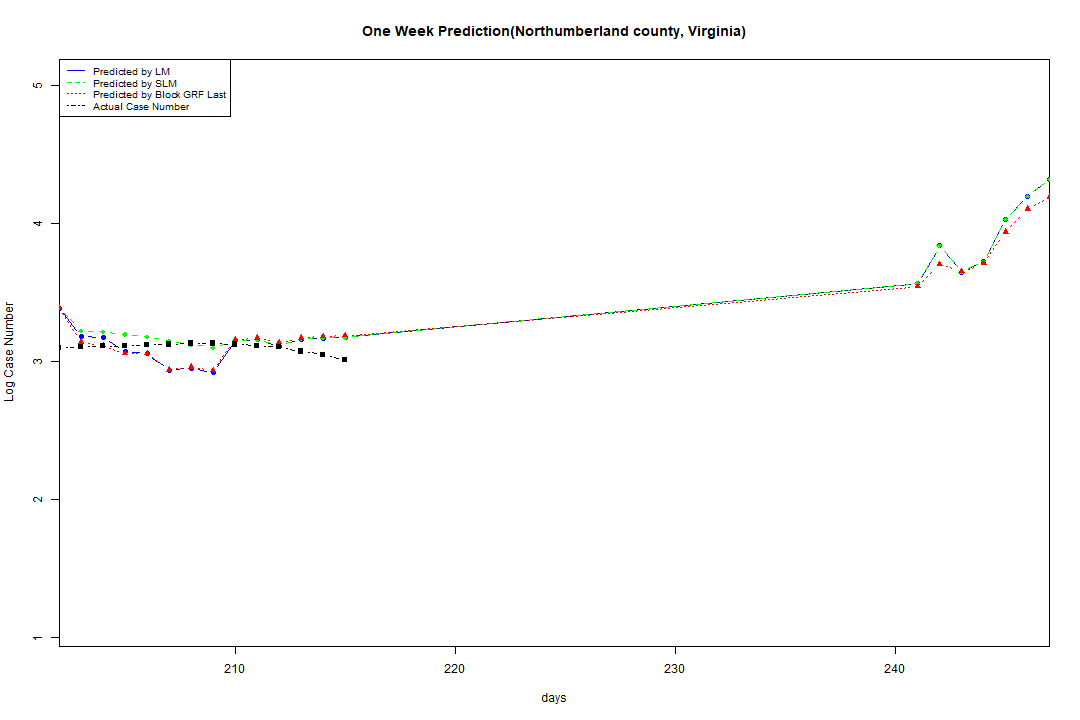 One Week Prediction(Northumberland county, Virginia)
Predicted by LM
Predicted by SLM
Predicted by Block GRF Last
Actual Case Number
5
4
3
2
1
Log Case Number
210 220 230 240
days